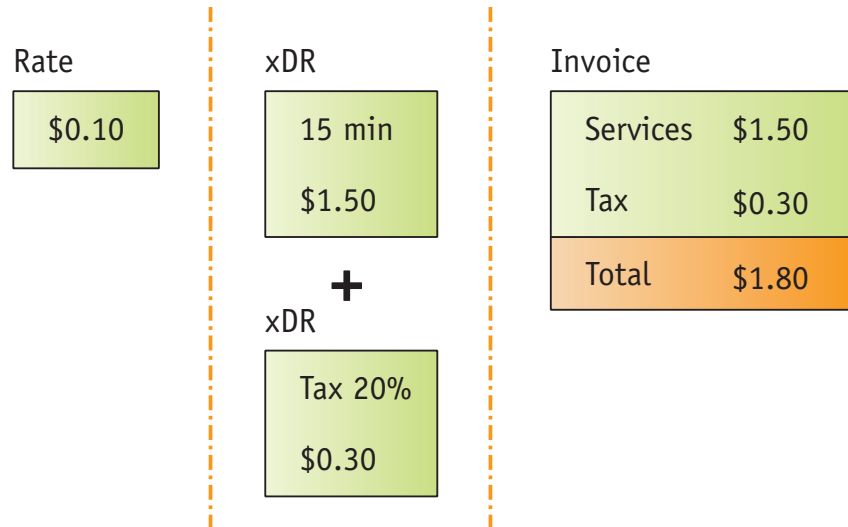 Rate
$0.10
xDR
15 min
$1.50
+
xDR
Tax 20%
$0.30
Invoice
Services $1.50
Tax $0.30
Total $1.80